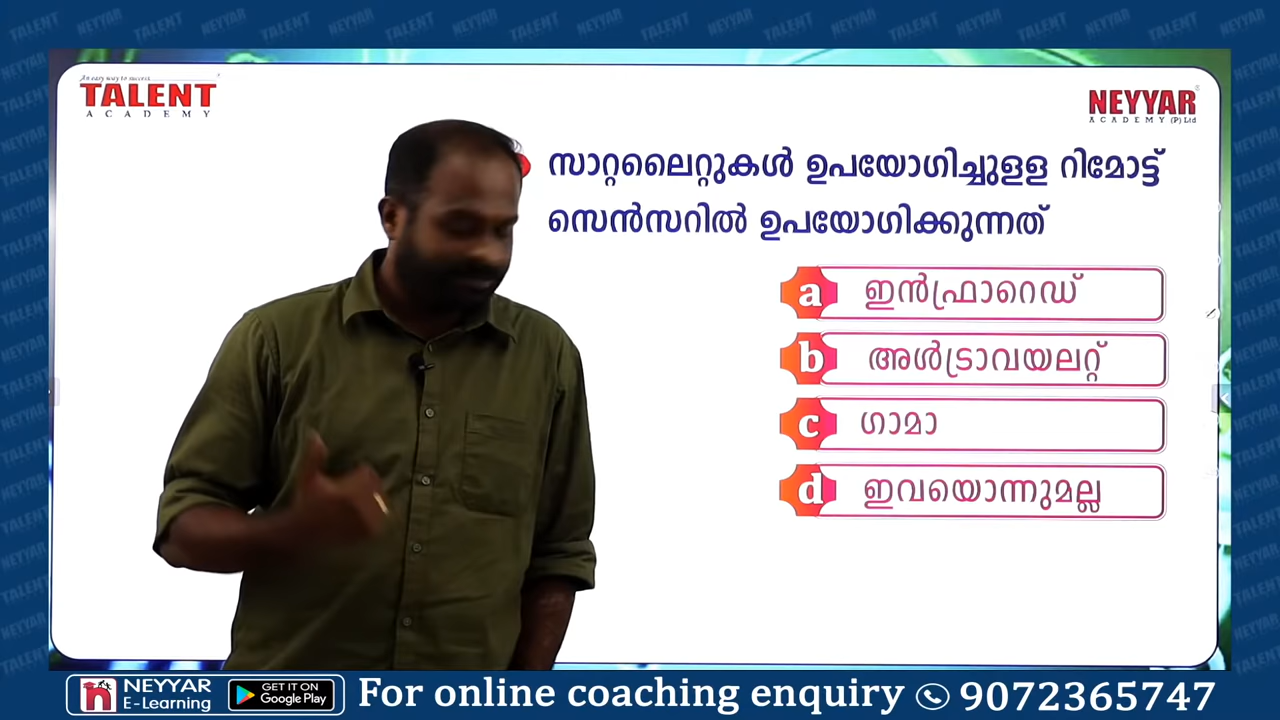 An easy way to success
TALENT
ACADEMY
NEYYAR
ACADEMY (P) Ltd
സാറ്റലൈറ്റുകൾ ഉപയോഗിച്ചുളള റിമോട്ട്
സെൻസറിൽ ഉപയോഗിക്കുന്നത്
a ഇൻഫ്രാറെഡ്
b അൾട്രാവയലറ്റ്
c ഗാമാ
d ഇവയൊന്നുമല്ല
NEYYAR
E-Learning
GET IT ON
Google Play
For online coaching enquiry 9072365747